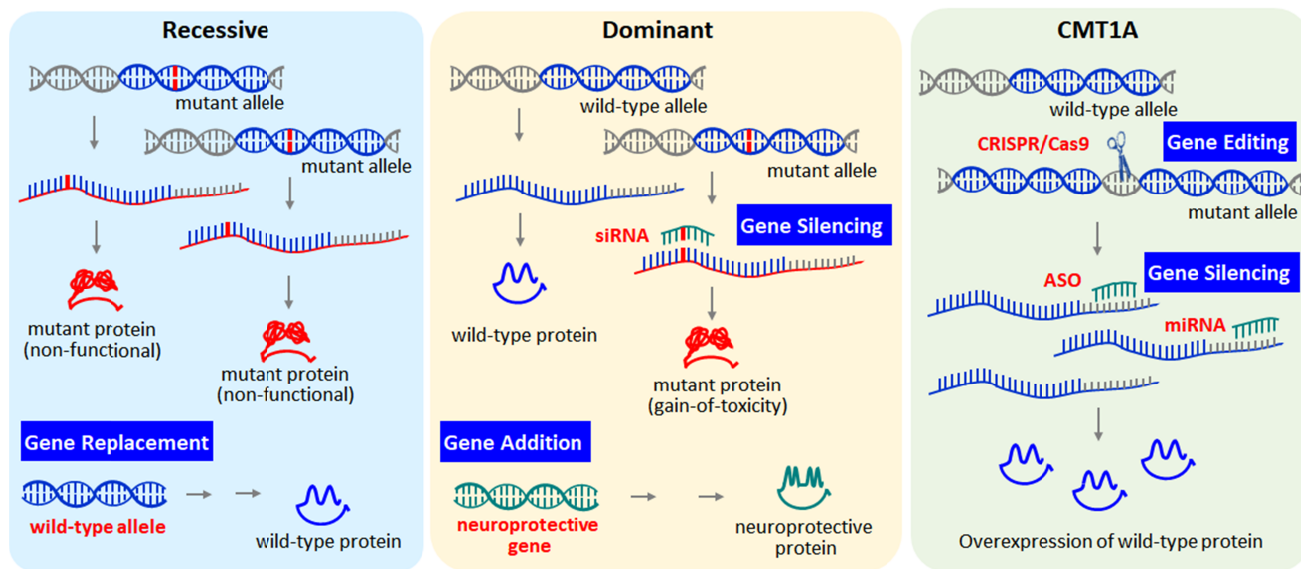 Recessive
mutant allele
mutant allele
mutant protein
(non-functional)
mutant protein
(non-functional)
Gene Replacement
wild-type allele
wild-type protein
Dominant
wild-type allele
mutant allele
siRNA
Gene Silencing
wild-type protein
mutant protein
(gain-of-toxicity)
Gene Addition
neuroprotective
gene
neuroprotective
protein
CMT1A
wild-type allele
CRISPR/Cas9
Gene Editing
mutant allele
ASO
Gene Silencing
miRNA
Overexpression of wild-type protein